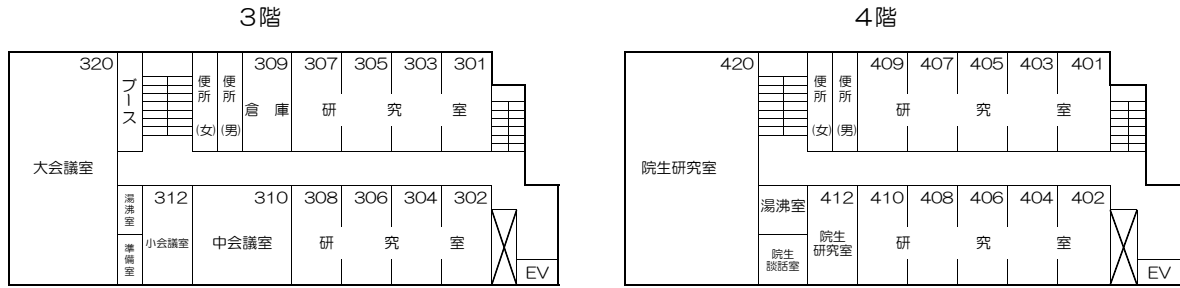 3階
320
ブース
便所
(女)
便所
(男)
309
307
305
303
301
倉 庫
研 究 室
大会議室
湯沸室
準備室
312
小会議室
310
中会議室
308
306
304
302
研 究 室
EV
4階
420
便所
(女)
便所
(男)
409
407
405
403
401
研 究 室
院生研究室
湯沸室
院生
談話室
412
院生
研究室
410
408
406
404
402
研 究 室
EV